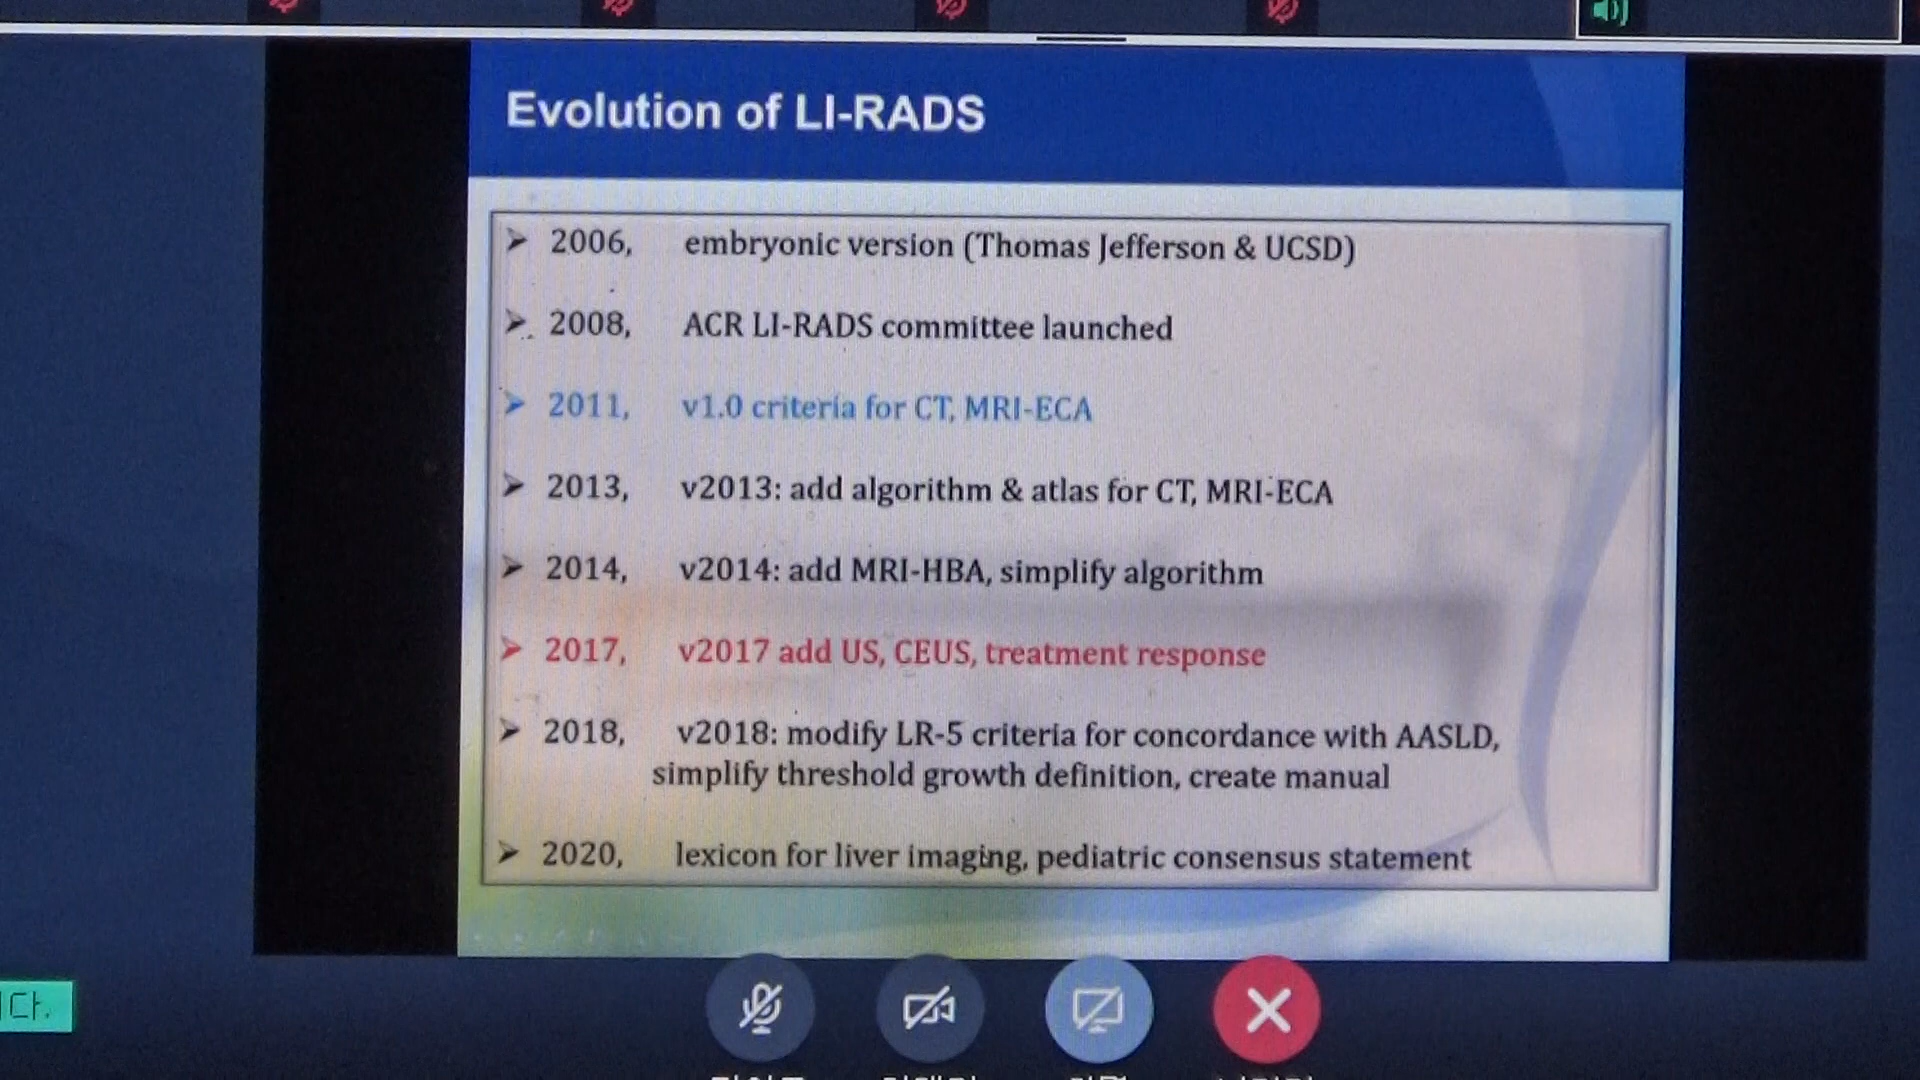 Evolution of LI-RADS
➢ 2006, embryonic version (Thomas Jefferson & UCSD)
➢ 2008, ACR LI-RADS committee launched
➢ 2011, v1.0 criteria for CT, MRI-ECA
➢ 2013, v2013: add algorithm & atlas for CT, MRI-ECA
➢ 2014, v2014: add MRI-HBA, simplify algorithm
➢ 2017, v2017 add US, CEUS, treatment response
➢ 2018, v2018: modify LR-5 criteria for concordance with AASLD,
simplify threshold growth definition, create manual
➢ 2020, lexicon for liver imaging, pediatric consensus statement
다.